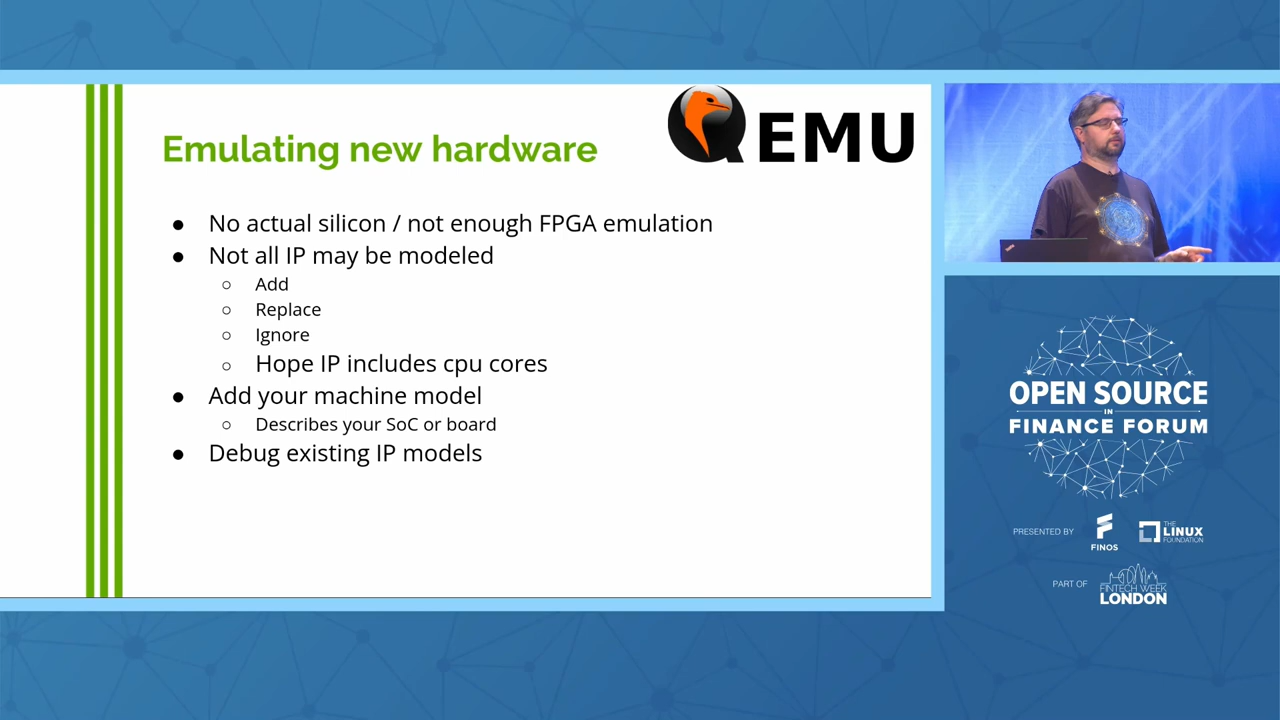 QEMU
Emulating new hardware
● No actual silicon / not enough FPGA emulation
● Not all IP may be modeled
○ Add
○ Replace
○ Ignore
○ Hope IP includes cpu cores
● Add your machine model
○ Describes your SoC or board
● Debug existing IP models
OPEN SOURCE
IN
FINANCE FORUM
PRESENTED BY
FINOS
THE
LINUX
FOUNDATION
PART OF
FINTECH WEEK
LONDON